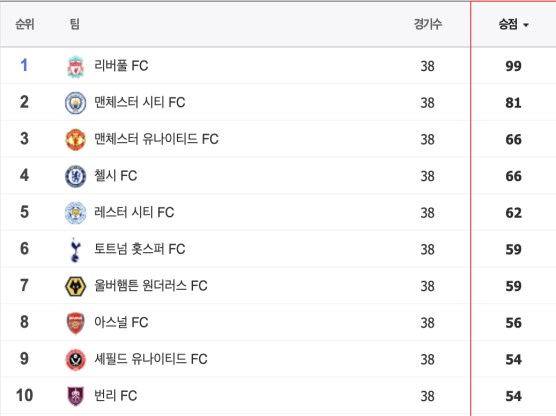 순위 팀 경기수 승점
1 리버풀 FC 38 99
2 맨체스터 시티 FC 38 81
3 맨체스터 유나이티드 FC 38 66
4 첼시 FC 38 66
5 레스터 시티 FC 38 62
6 토트넘 홋스퍼 FC 38 59
7 울버햄튼 원더러스 FC 38 59
8 아스널 FC 38 56
9 셰필드 유나이티드 FC 38 54
10 번리 FC 38 54